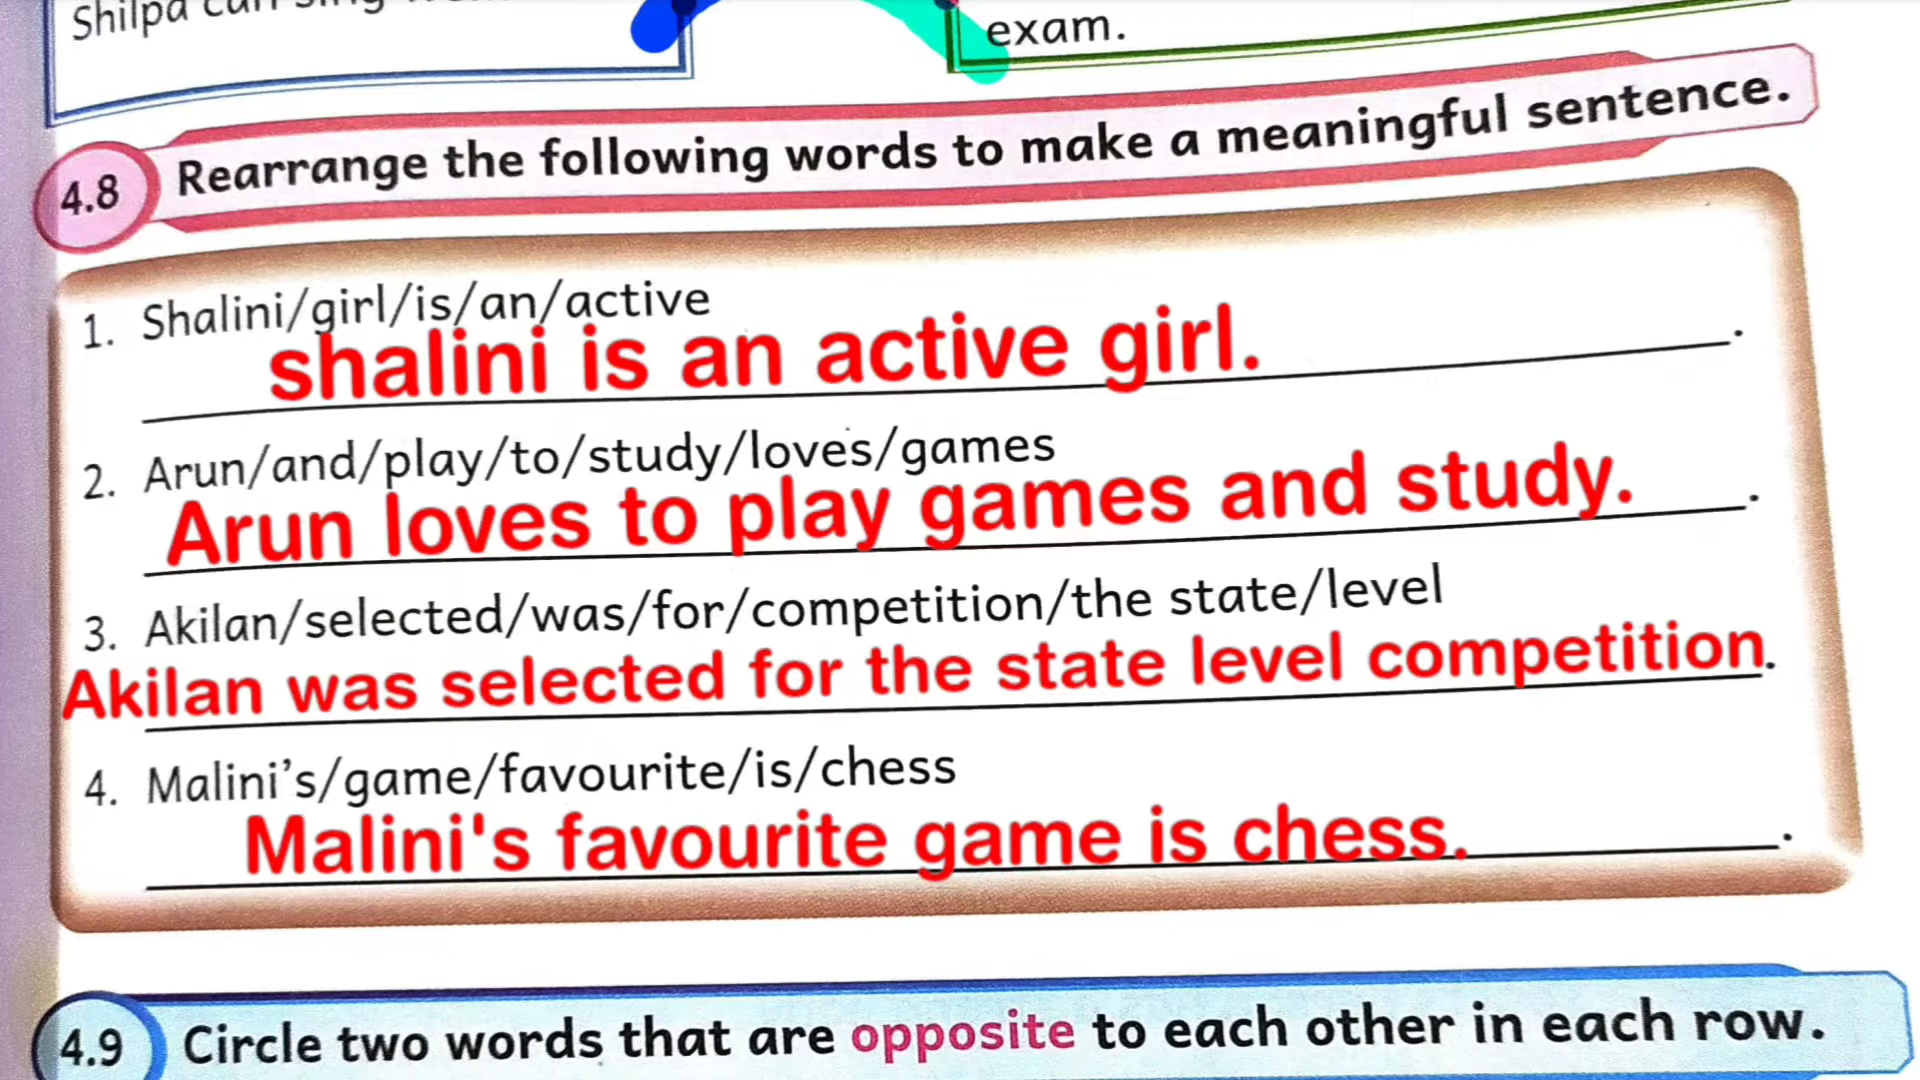 Shilpa can sing
exam.
4.8 Rearrange the following words to make a meaningful sentence.
1. Shalini/girl/is/an/active
shalini is an active girl. .
2. Arun/and/play/to/study/loves/games
Arun loves to play games and study. .
3. Akilan/selected/was/for/competition/the state/level
Akilan was selected for the state level competition.
4. Malini's/game/favourite/is/chess
Malini's favourite game is chess. .
4.9 Circle two words that are opposite to each other in each row.